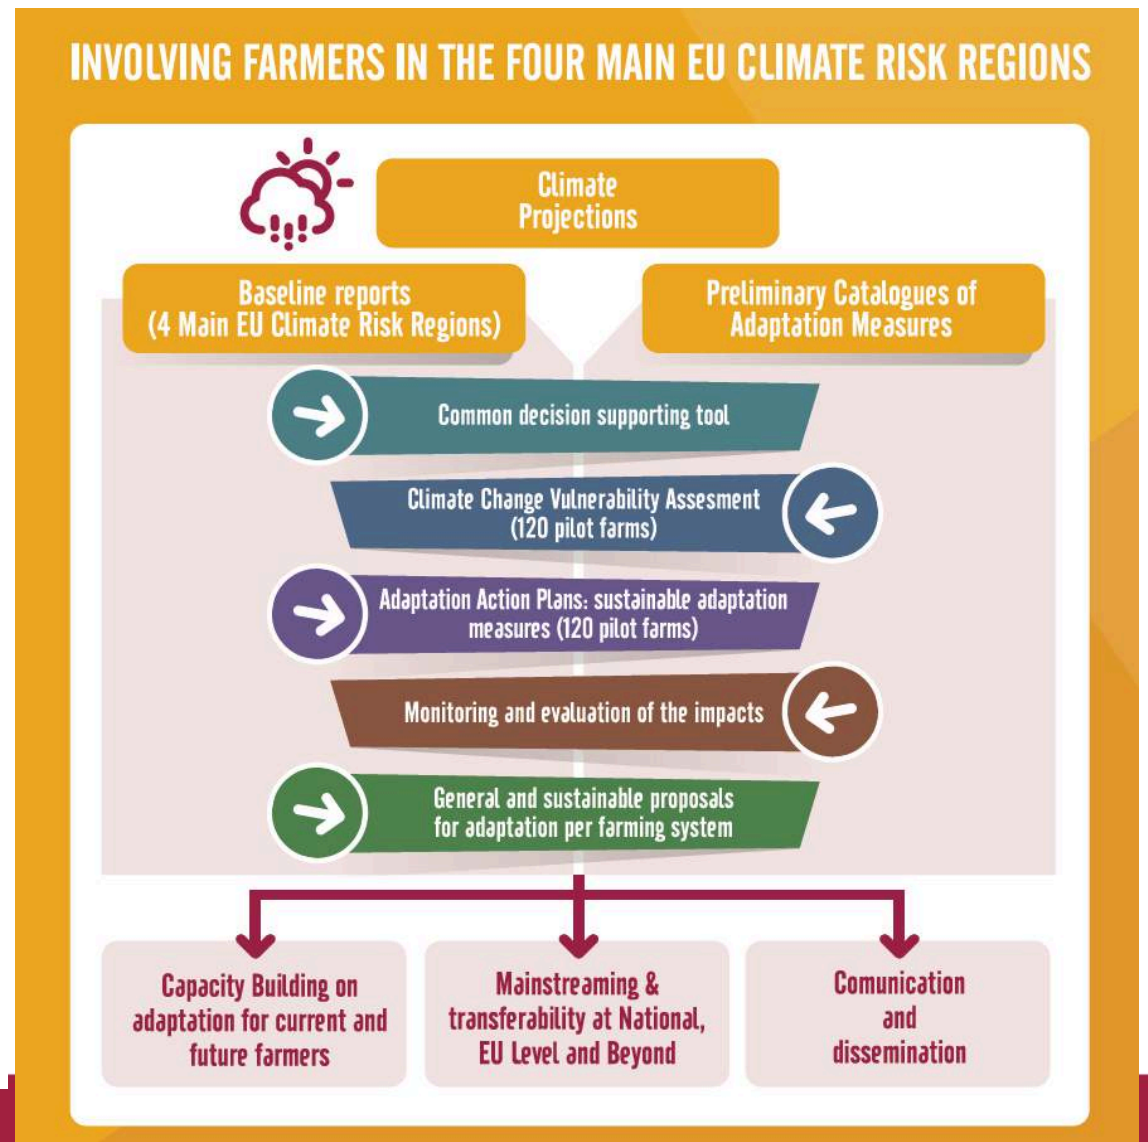 INVOLVING FARMERS IN THE FOUR MAIN EU CLIMATE RISK REGIONS
Climate
Projections
Baseline reports
(4 Main EU Climate Risk Regions)
Preliminary Catalogues of
Adaptation Measures
Common decision supporting tool
Climate Change Vulnerability Assesment
(120 pilot farms)
Adaptation Action Plans: sustainable adaptation
measures (120 pilot farms)
Monitoring and evaluation of the impacts
General and sustainable proposals
for adaptation per farming system
Capacity Building on
adaptation for current and
future farmers
Mainstreaming &
transferability at National,
EU Level and Beyond
Comunication
and
dissemination